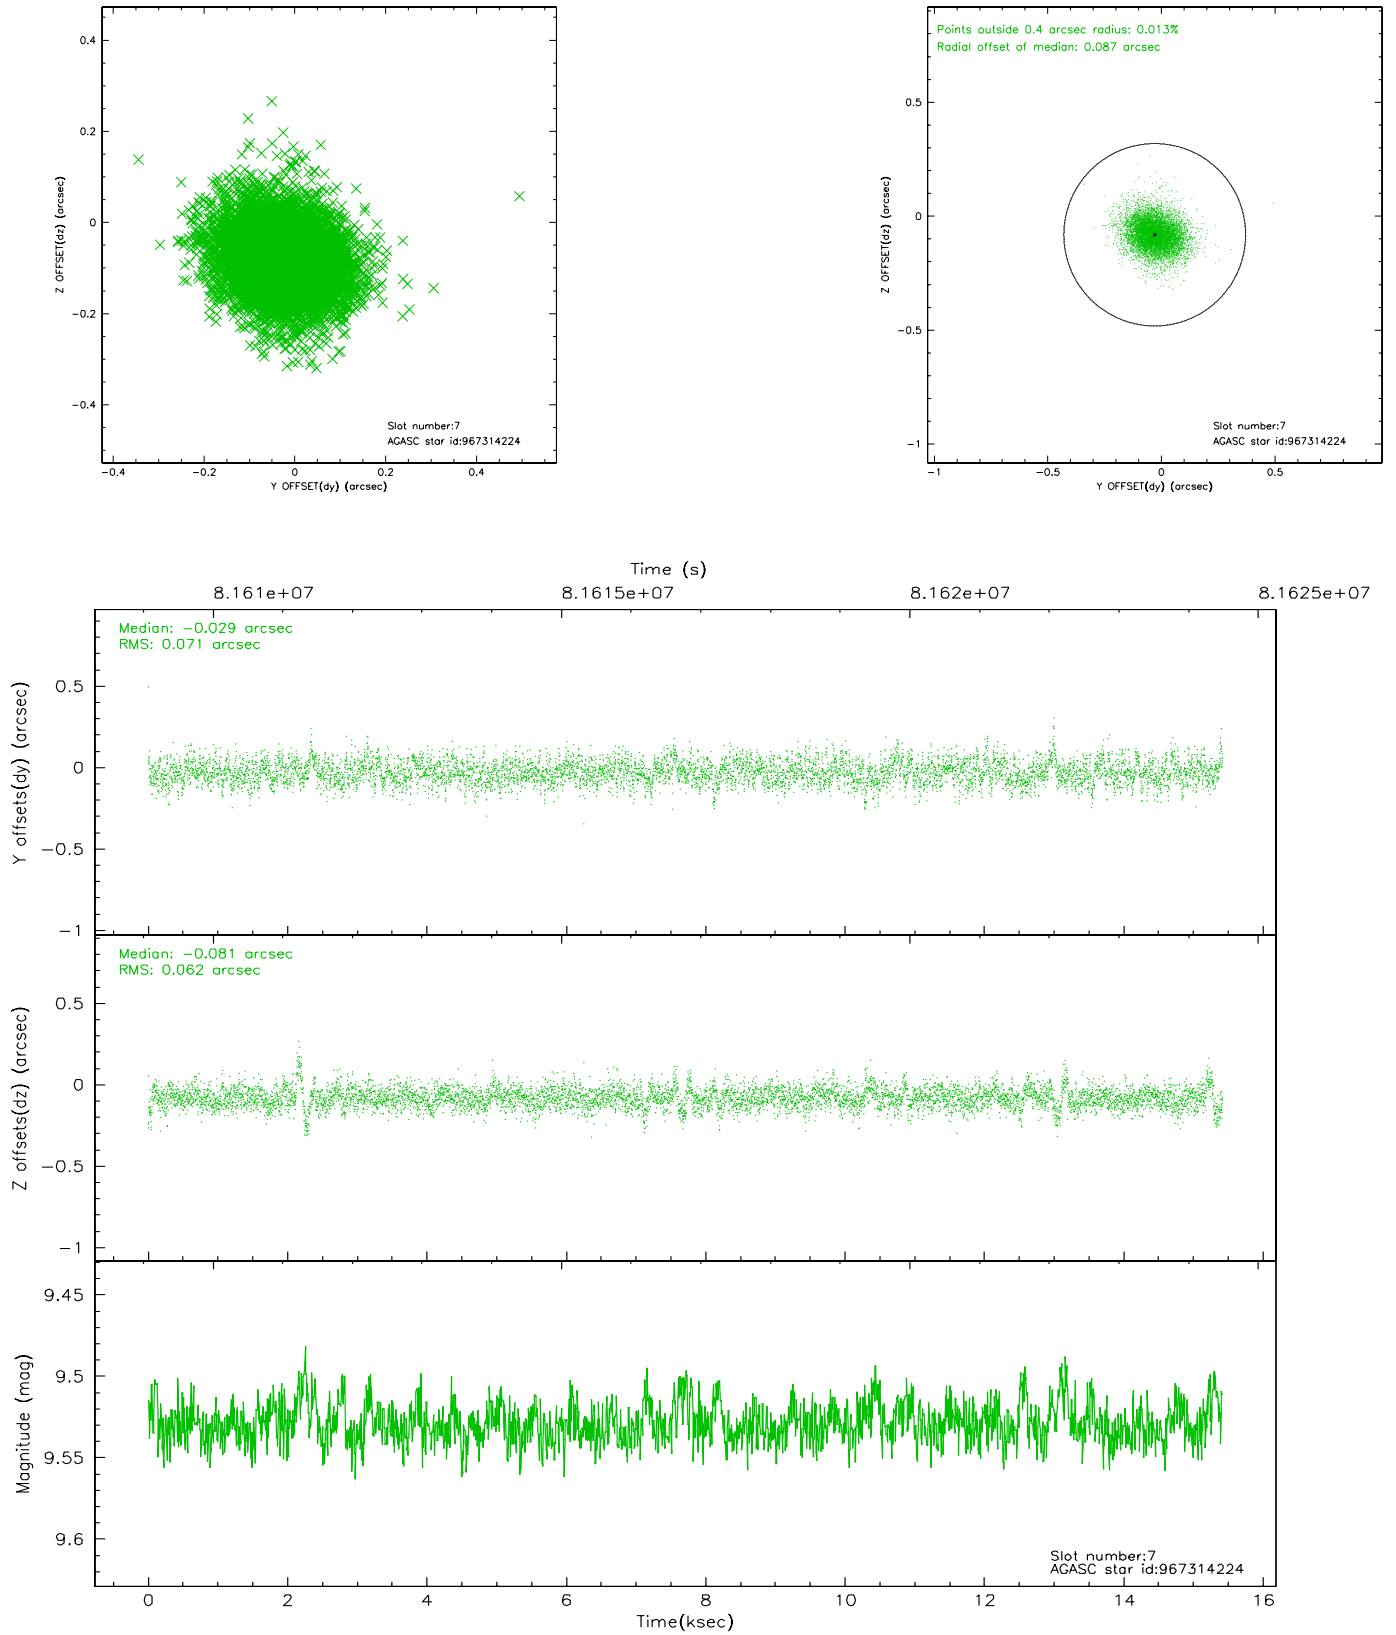 0.4
0.2
0
-0.2
-0.4
Z OFFSET(dz) (arcsec)
Slot number:7
AGASC star id:967314224
-0.4 -0.2 0 0.2 0.4
Y OFFSET(dy) (arcsec)
Points outside 0.4 arcsec radius: 0.013%
Radial offset of median: 0.087 arcsec
0.5
0
-0.5
-1
Z OFFSET(dz) (arcsec)
Slot number:7
AGASC star id:967314224
-1 -0.5 0 0.5
Y OFFSET(dy) (arcsec)
Time (s)
8.161e+07 8.1615e+07 8.162e+07 8.1625e+07
Median: -0.029 arcsec
RMS: 0.071 arcsec
0.5
0
-0.5
-1
Y offsets(dy) (arcsec)
Median: -0.081 arcsec
RMS: 0.062 arcsec
0.5
0
-0.5
-1
Z offsets(dz) (arcsec)
9.45
9.5
9.55
9.6
Magnitude (mag)
Slot number:7
AGASC star id:967314224
0 2 4 6 8 10 12 14 16
Time(ksec)